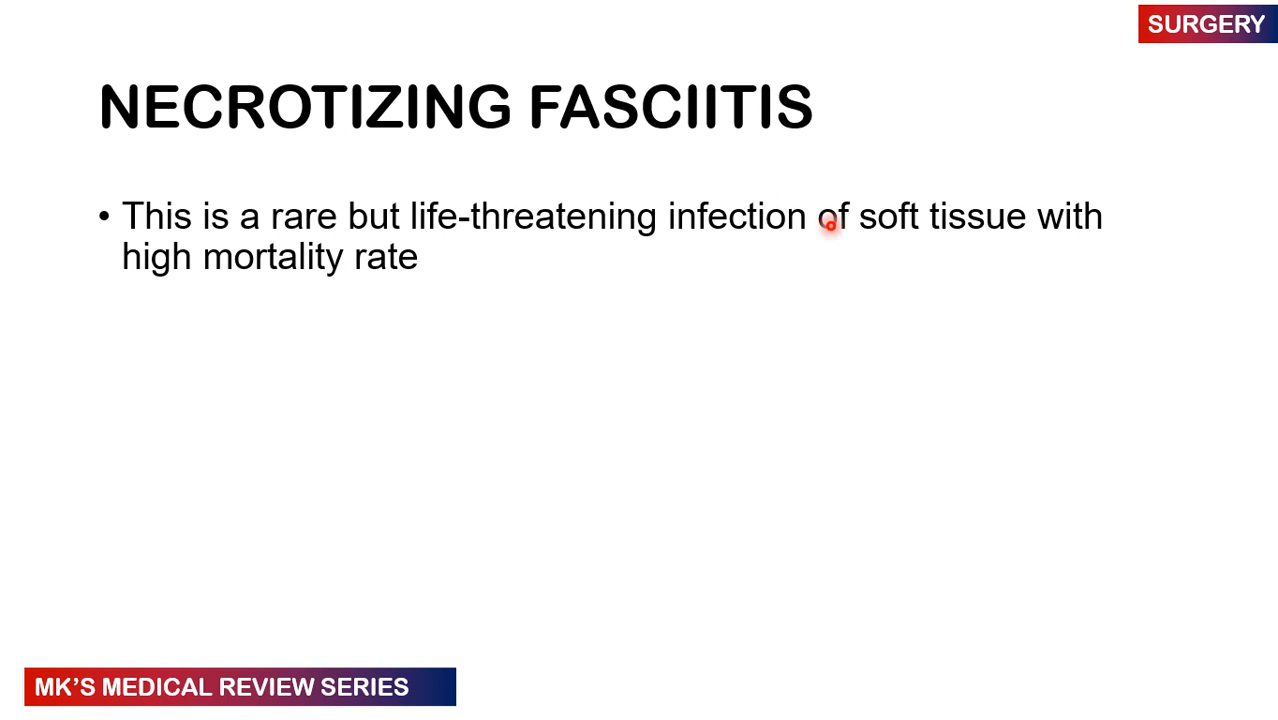 SURGERY
NECROTIZING FASCIITIS
• This is a rare but life-threatening infection of soft tissue with
high mortality rate
MK'S MEDICAL REVIEW SERIES